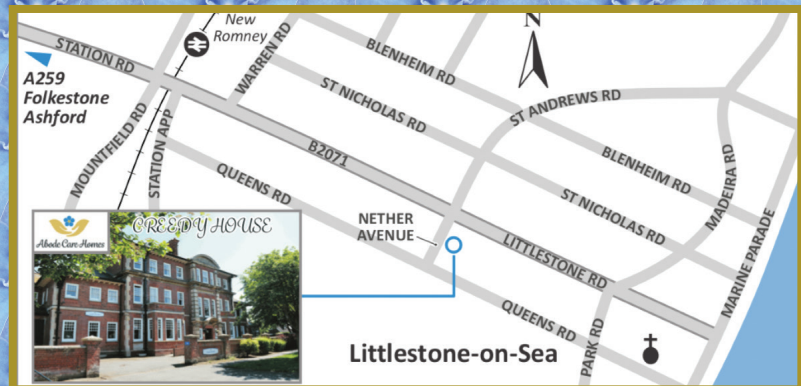 New
Romney
N
STATION RD
A259
Folkestone
Ashford
WARREN RD
BLENHEIM RD
ST NICHOLAS RD
ST ANDREWS RD
MOUNTFIELD RD
STATION APP
B2071
QUEENS RD
BLENHEIM RD
ST NICHOLAS RD
MADEIRA RD
MARINE PARADE
NETHER
AVENUE
LITTLESTONE RD
QUEENS RD
PARK RD
Abode Care Homes
CREEDY HOUSE
Littlestone-on-Sea